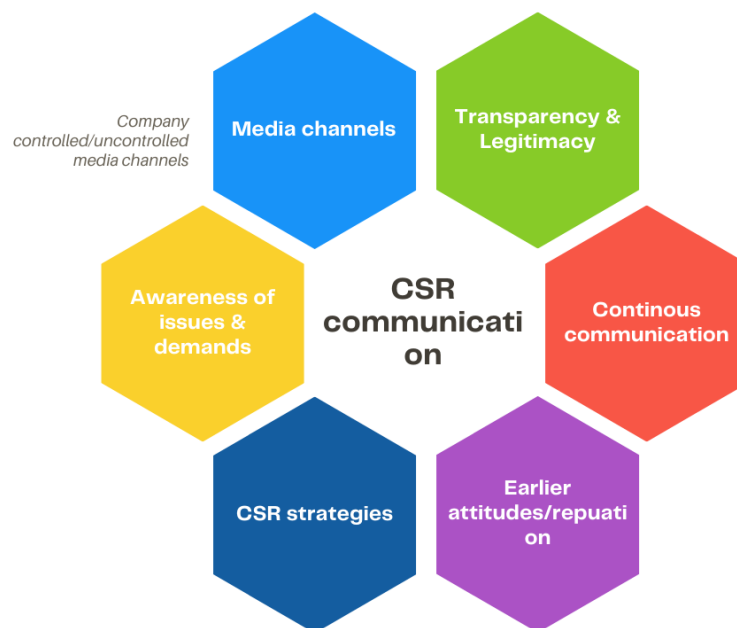 Company
controlled/uncontrolled
media channels
Media channels
Transparency &
Legitimacy
Awareness of
issues &
demands
CSR
communicati
on
Continous
communication
CSR strategies
Earlier
attitudes/repuati
on